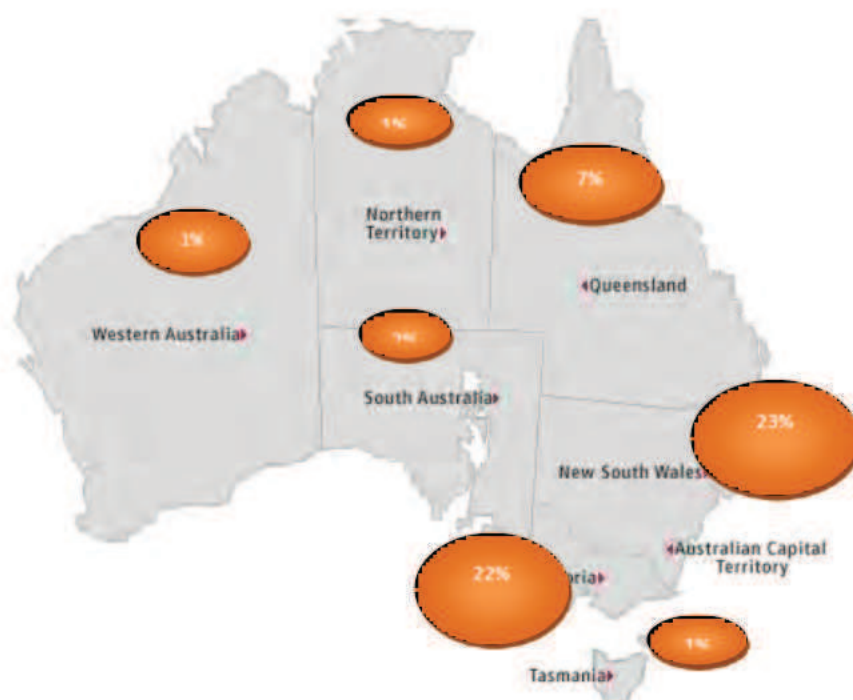 1%
7%
Northern
Territory
Queensland
Western Australia
South Australia
23%
New South Wales
Australian Capital
Territory
22%
oria
1%
Tasmania